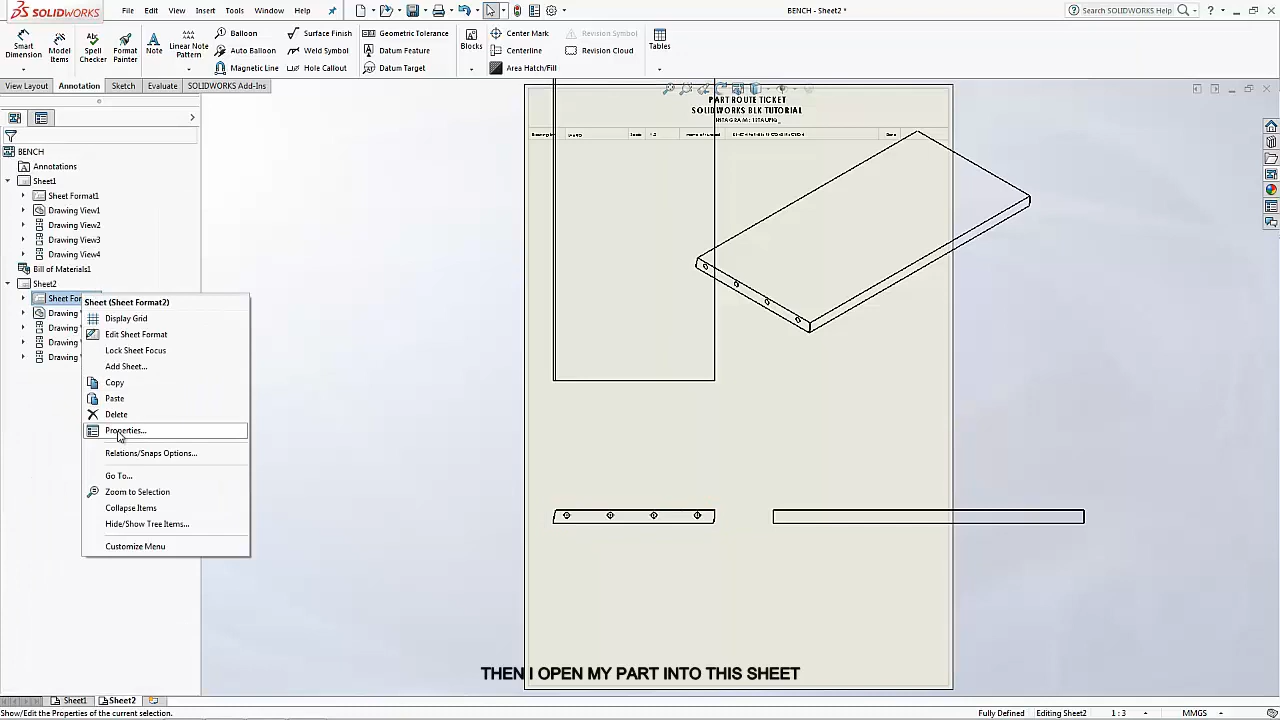 SOLIDWORKS
File
Edit
View
Insert
Tools
Window
Help
BENCH - Sheet2 *
Search SOLIDWORKS Help
Smart Dimension
Model Items
Spell Checker
Format Painter
Note
Linear Note Pattern
Balloon
Auto Balloon
Magnetic Line
Surface Finish
Weld Symbol
Hole Callout
Geometric Tolerance
Datum Feature
Datum Target
Blocks
Center Mark
Centerline
Area Hatch/Fill
Revision Symbol
Revision Cloud
Tables
View Layout
Annotation
Sketch
Evaluate
SOLIDWORKS Add-Ins
BENCH
Annotations
Sheet1
Sheet Format1
Drawing View1
Drawing View2
Drawing View3
Drawing View4
Bill of Materials1
Sheet2
Sheet For
Drawing V
Drawing V
Drawing V
Drawing V
Sheet (Sheet Format2)
Display Grid
Edit Sheet Format
Lock Sheet Focus
Add Sheet...
Copy
Paste
Delete
Properties...
Relations/Snaps Options...
Go To...
Zoom to Selection
Collapse Items
Hide/Show Tree Items...
Customize Menu
PART ROUTE TICKET
SOLIDWORKS BLK TUTORIAL
THEN I OPEN MY PART INTO THIS SHEET
Sheet1
Sheet2
Show/Edit the Properties of the current selection.
Fully Defined
Editing Sheet2
1 : 3
MMGS